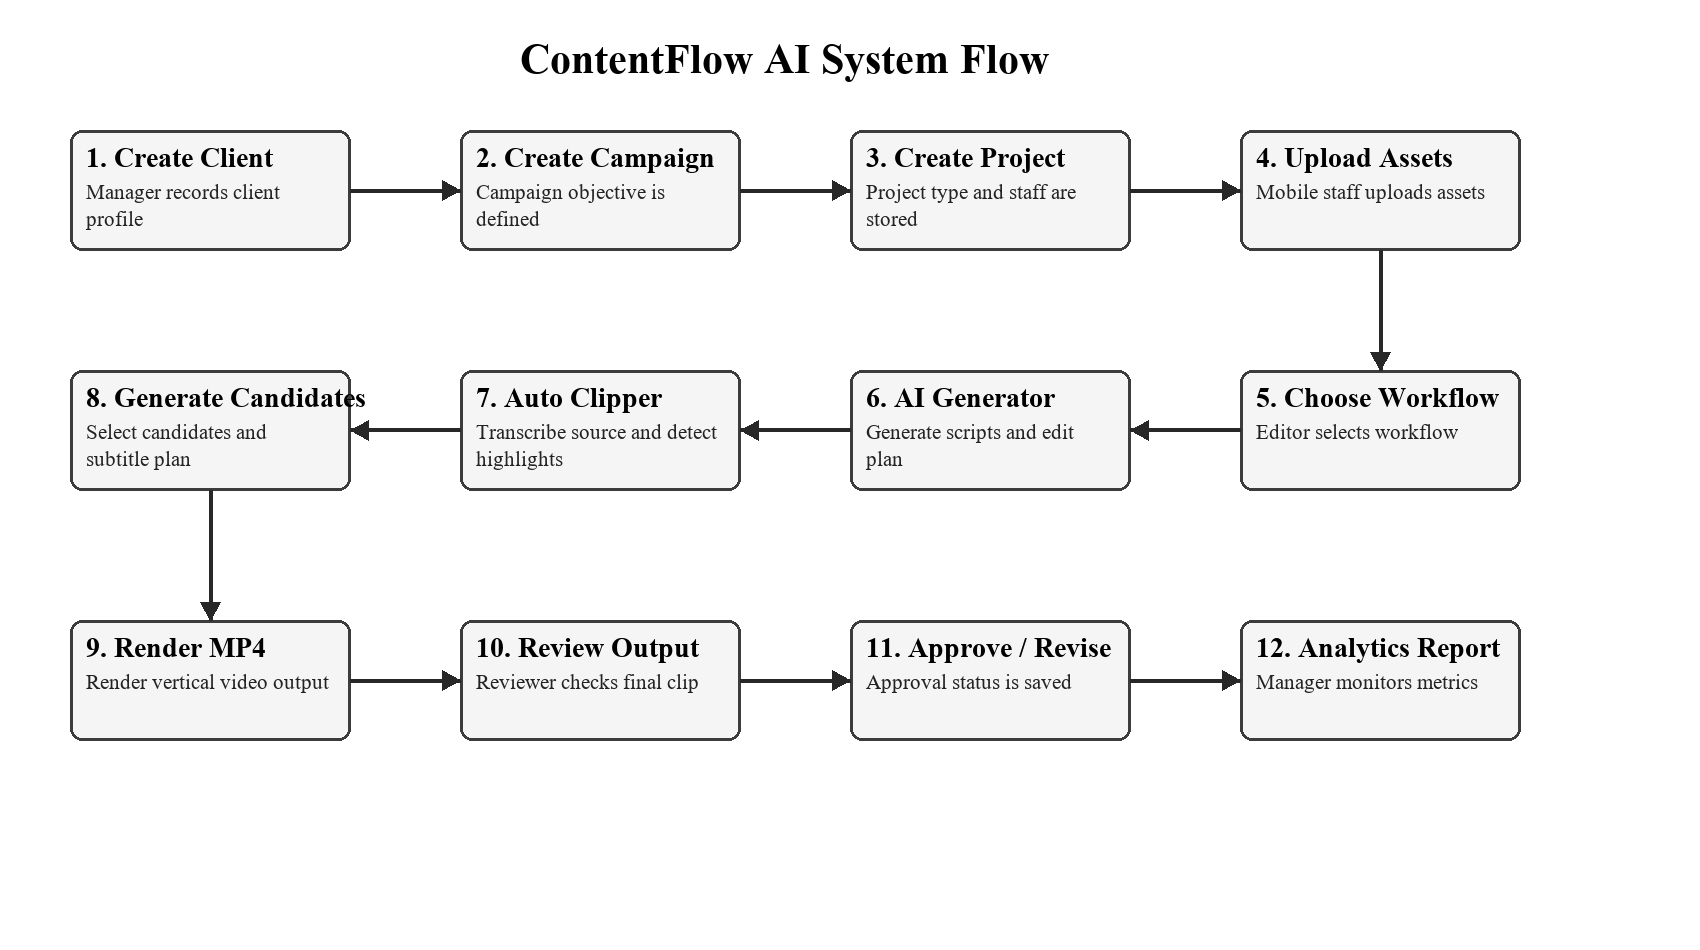 ContentFlow AI System Flow
1. Create Client
Manager records client
profile
2. Create Campaign
Campaign objective is
defined
3. Create Project
Project type and staff are
stored
4. Upload Assets
Mobile staff uploads assets
5. Choose Workflow
Editor selects workflow
6. AI Generator
Generate scripts and edit
plan
7. Auto Clipper
Transcribe source and detect
highlights
8. Generate Candidates
Select candidates and
subtitle plan
9. Render MP4
Render vertical video output
10. Review Output
Reviewer checks final clip
11. Approve / Revise
Approval status is saved
12. Analytics Report
Manager monitors metrics